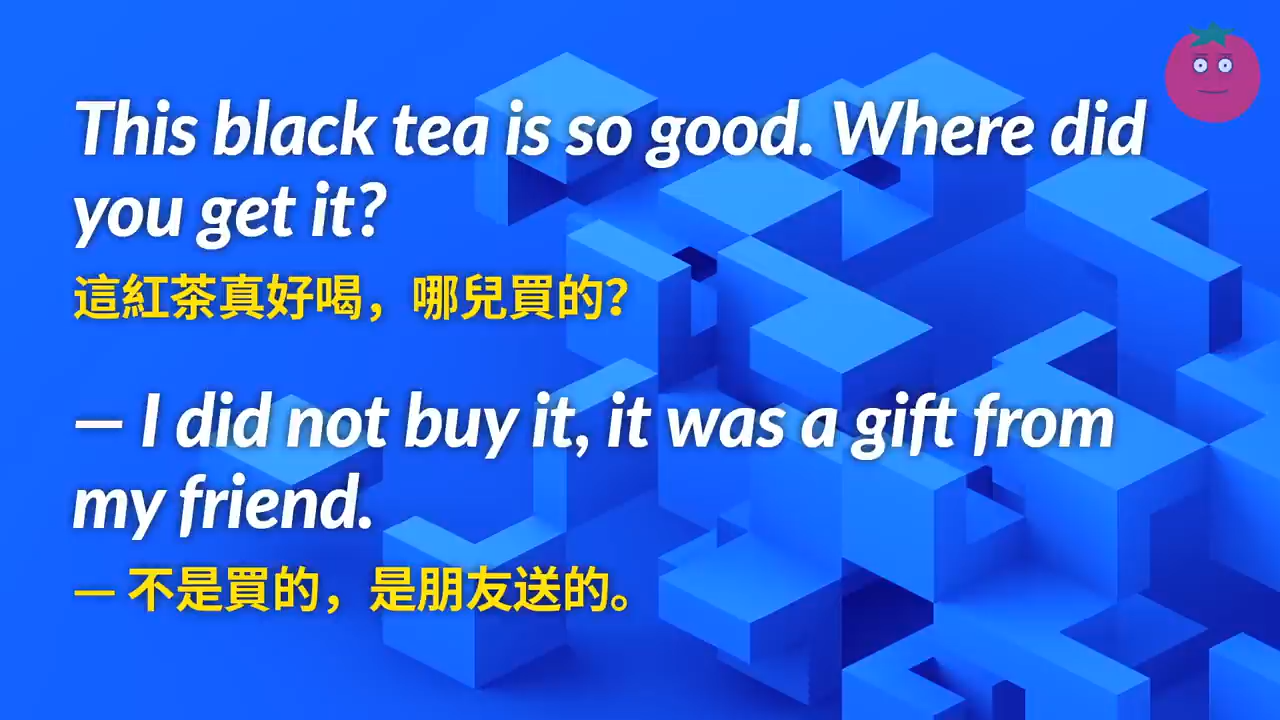 This black tea is so good. Where did
you get it?
這紅茶真好喝，哪兒買的?
– I did not buy it, it was a gift from
my friend.
– 不是買的，是朋友送的。